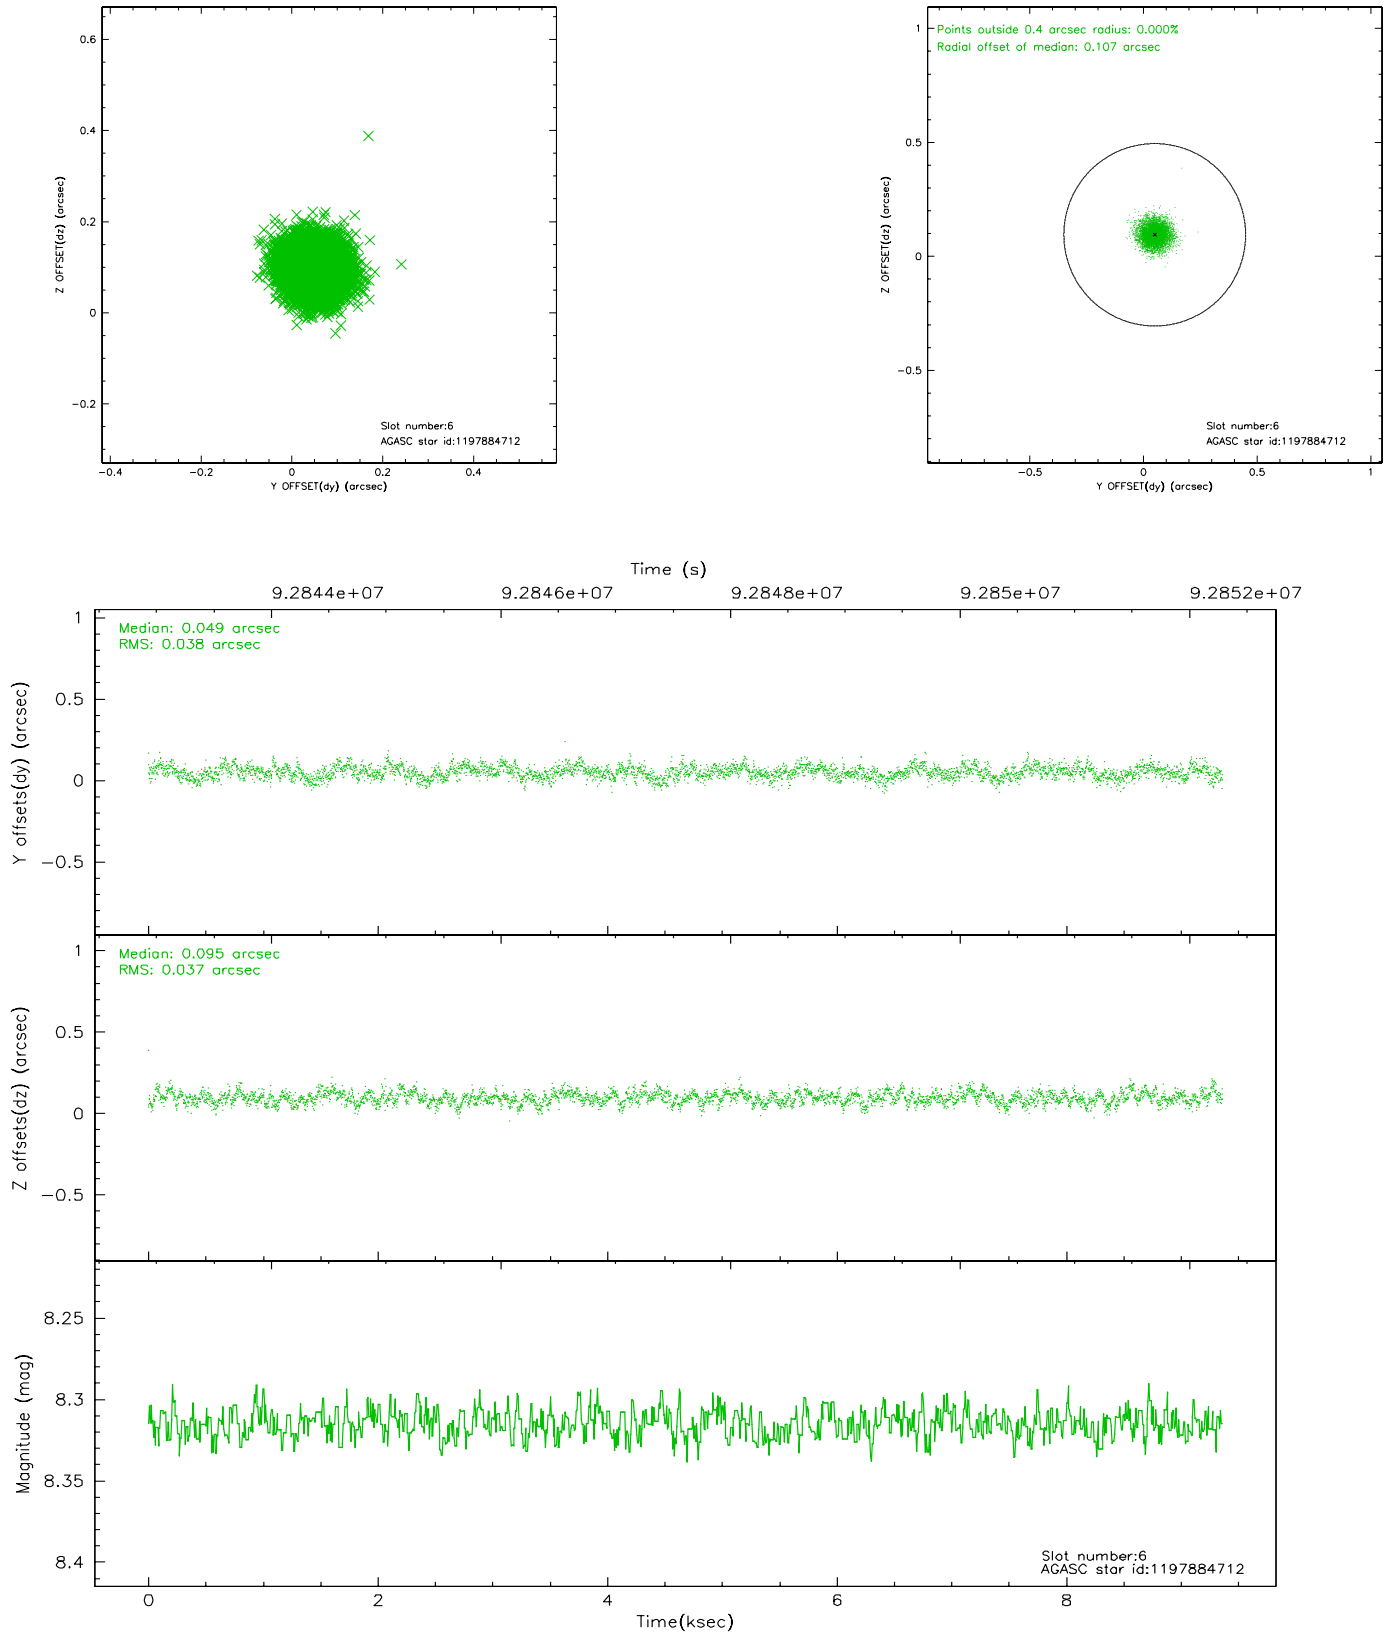 0.6
0.4
0.2
0
−0.2
−0.4
−0.2
0
0.2
0.4
Z OFFSET(dz) (arcsec)
Y OFFSET(dy) (arcsec)
Slot number:6
AGASC star id:1197884712
Points outside 0.4 arcsec radius: 0.000%
Radial offset of median: 0.107 arcsec
1
0.5
0
−0.5
−0.5
0
0.5
1
Z OFFSET(dz) (arcsec)
Y OFFSET(dy) (arcsec)
Slot number:6
AGASC star id:1197884712
Time (s)
9.2844e+07 9.2846e+07 9.2848e+07 9.285e+07 9.2852e+07
Median: 0.049 arcsec
RMS: 0.038 arcsec
1
0.5
0
−0.5
Y offsets(dy) (arcsec)
Median: 0.095 arcsec
RMS: 0.037 arcsec
1
0.5
0
−0.5
Z offsets(dz) (arcsec)
8.25
8.3
8.35
8.4
Magnitude (mag)
Slot number:6
AGASC star id:1197884712
0 2 4 6 8
Time(ksec)